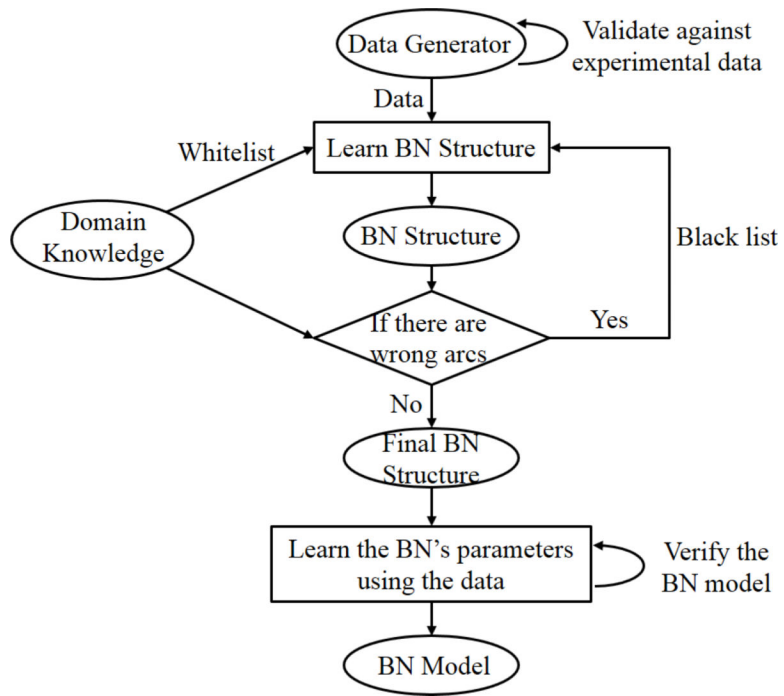 Data Generator
Validate against
experimental data
Data
Whitelist
Learn BN Structure
Domain
Knowledge
BN Structure
Black list
If there are
wrong arcs
Yes
No
Final BN
Structure
Learn the BN's parameters
using the data
Verify the
BN model
BN Model